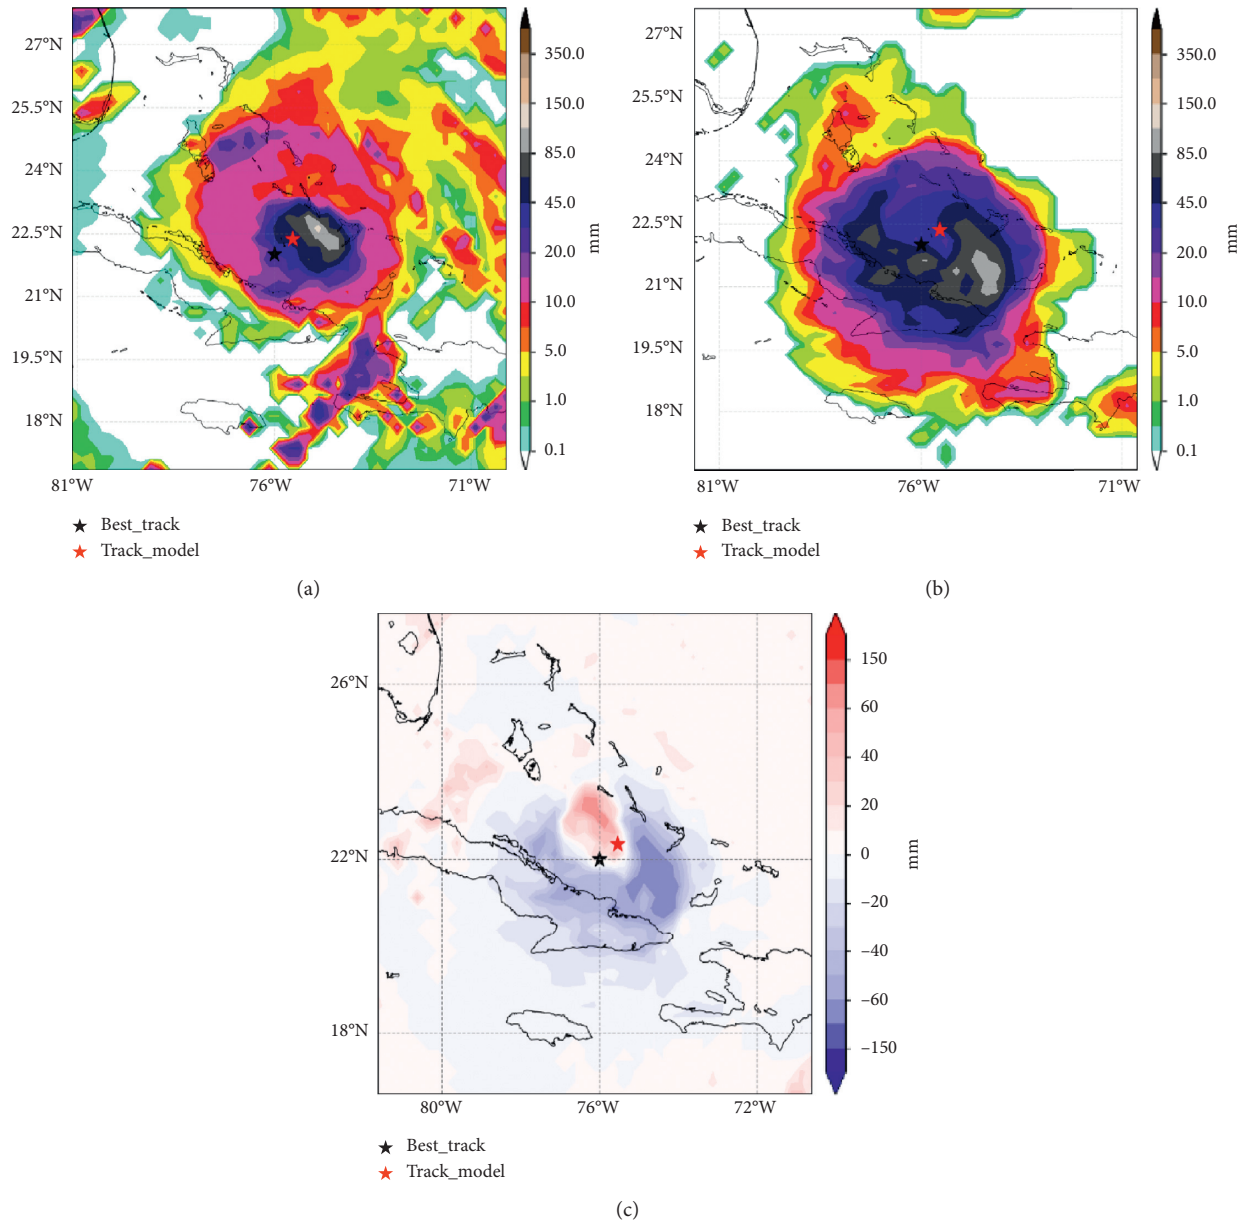 27°N
25.5°N
24°N
22.5°N
21°N
19.5°N
18°N
81°W 76°W 71°W
350.0
150.0
85.0
45.0
20.0
10.0
5.0
1.0
0.1
mm
Best_track
Track_model
(a)
27°N
25.5°N
24°N
22.5°N
21°N
19.5°N
18°N
81°W 76°W 71°W
350.0
150.0
85.0
45.0
20.0
10.0
5.0
1.0
0.1
mm
Best_track
Track_model
(b)
26°N
22°N
18°N
80°W 76°W 72°W
150
60
40
20
0
−20
−40
−60
−150
mm
Best_track
Track_model
(c)